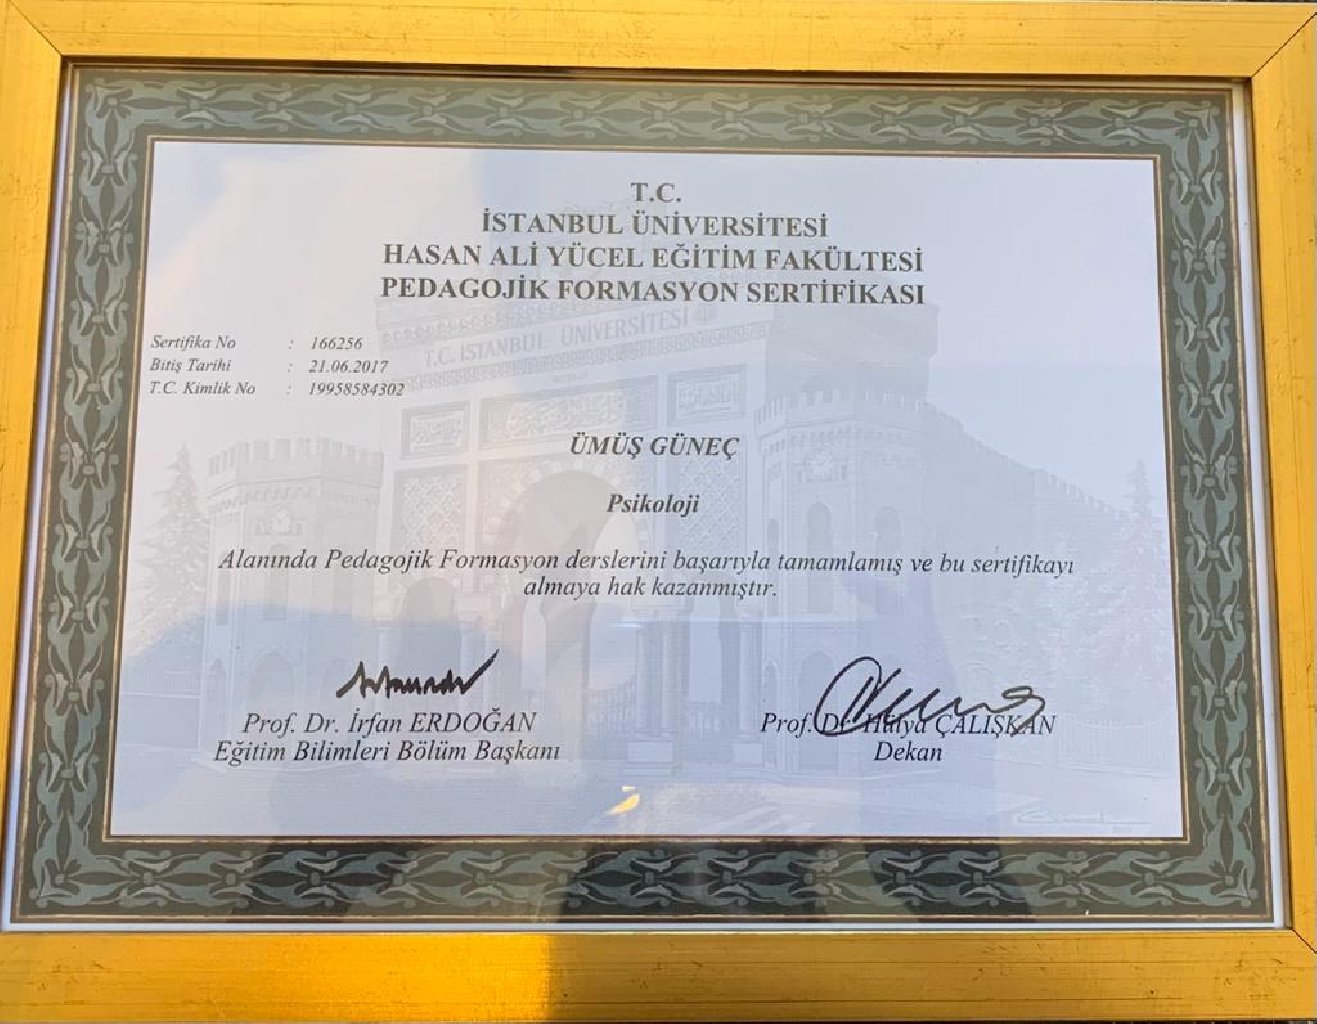 T.C.
İSTANBUL ÜNİVERSİTESİ
HASAN ALİ YÜCEL EĞİTİM FAKÜLTESİ
PEDAGOJİK FORMASYON SERTİFİKASI
T.C. İSTANBUL ÜNİVERSİTESİ
Sertifika No : 166256
Bitiş Tarihi : 21.06.2017
T.C. Kimlik No : 19958584302
ÜMÜŞ GÜNEÇ
Psikoloji
Alanında Pedagojik Formasyon derslerini başarıyla tamamlamış ve bu sertifikayı
almaya hak kazanmıştır.
Prof. Dr. İrfan ERDOĞAN
Eğitim Bilimleri Bölüm Başkanı
Prof. Dr. Hülya ÇALIŞKAN
Dekan